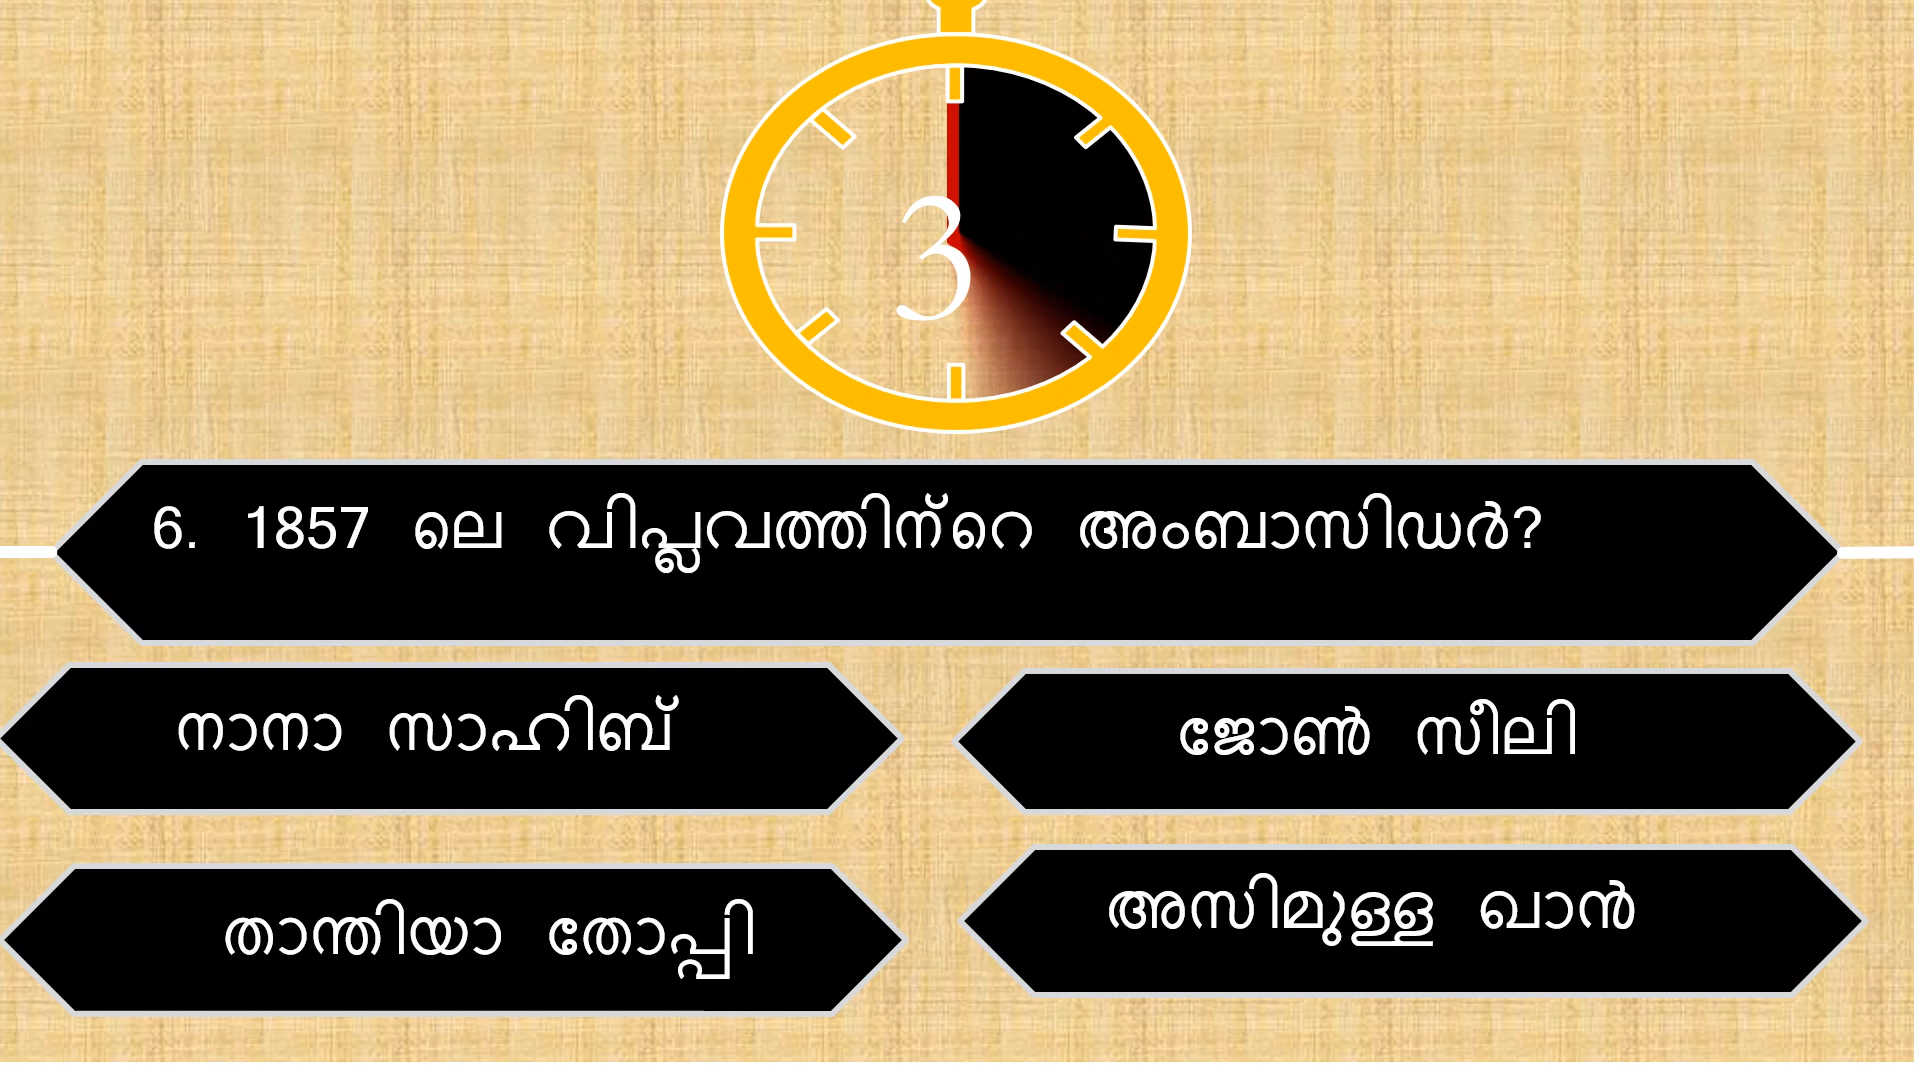 3
6. 1857 ലെ വിപ്ലവത്തിന്റെ അംബാസിഡർ?
നാനാ സാഹിബ്
ജോൺ സീലി
താന്തിയാ തോപ്പി
അസിമുള്ള ഖാൻ